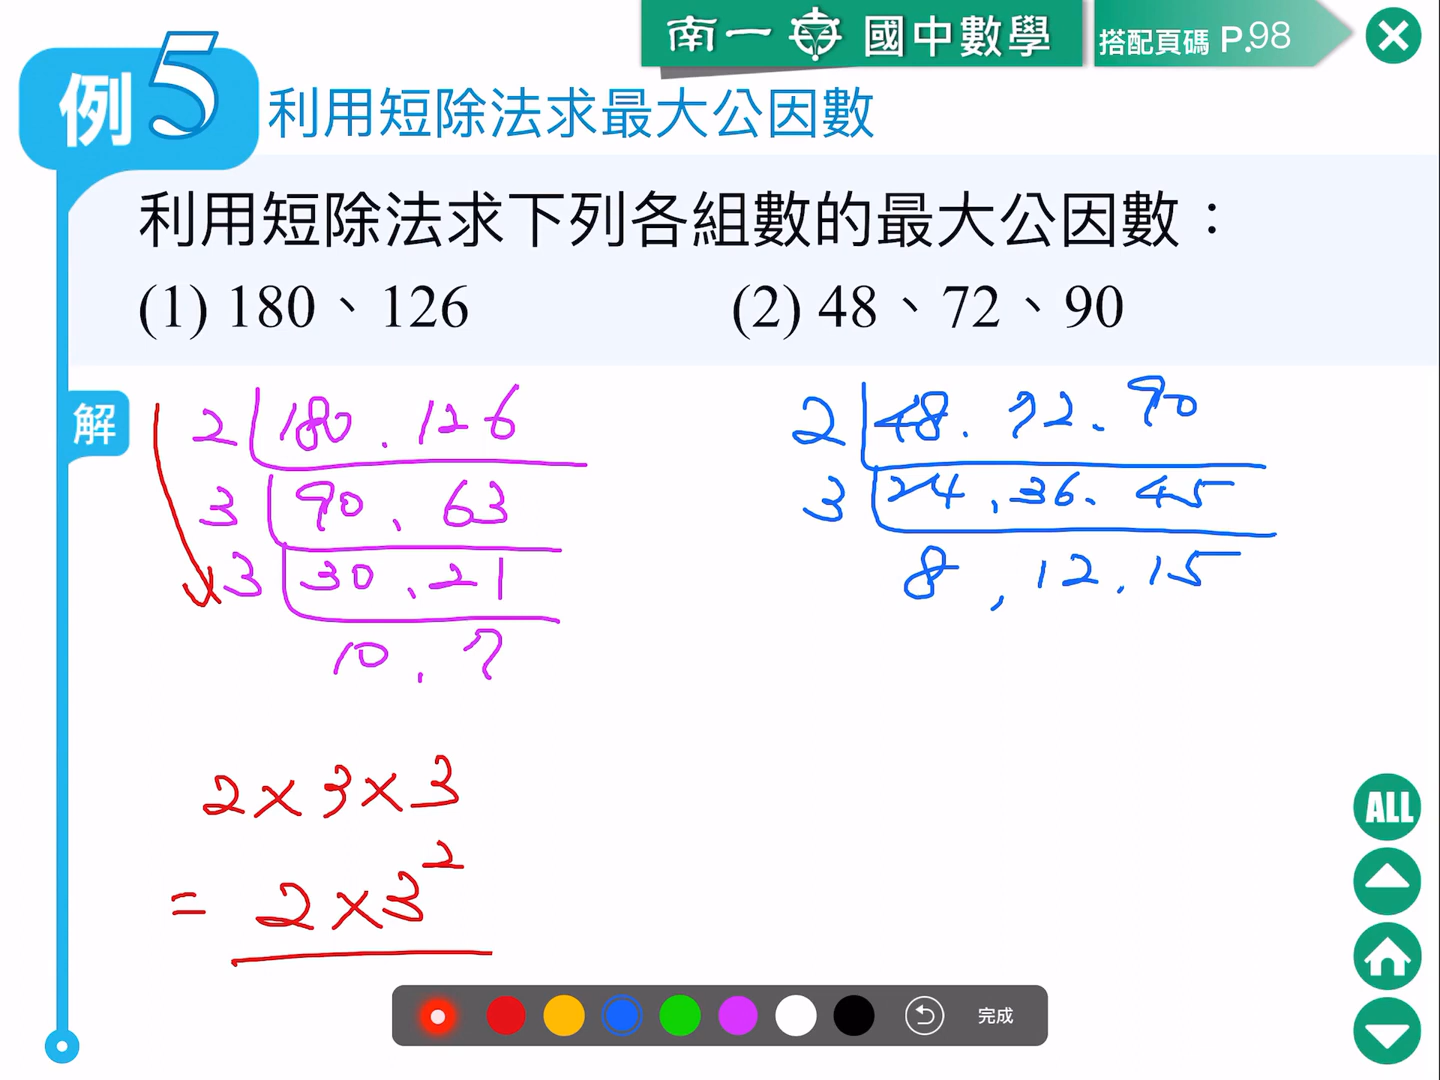 南一 國中數學 搭配頁碼 P.98
例5 利用短除法求最大公因數
利用短除法求下列各組數的最大公因數：
(1) 180、126 (2) 48、72、90
解
2 180 . 126
3 90 , 63
3 30 , 21
10 , 7
2×3×3
= 2×3²
2 48 . 72 . 90
3 24 , 36 . 45
8 , 12 . 15
ALL
完成